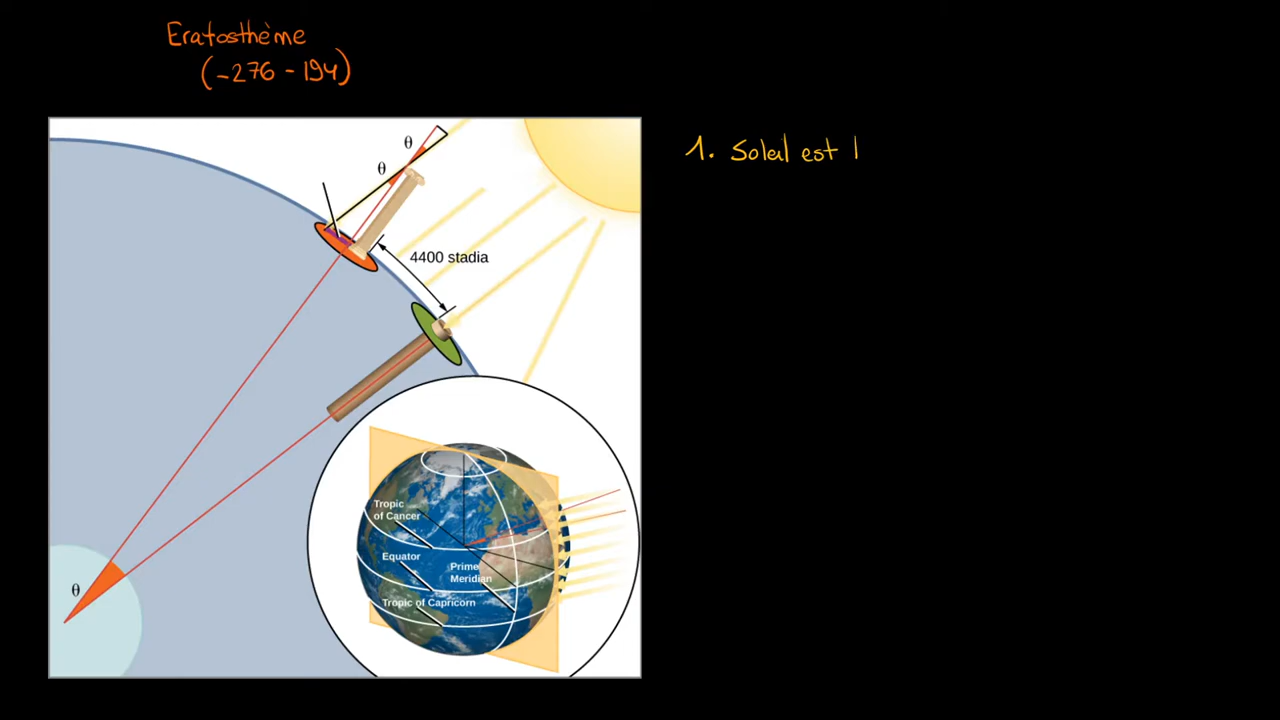 Eratosthème
(-276 - 194)
θ
θ
4400 stadia
θ
Tropic
of Cancer
Equator
Prime
Meridian
Tropic of Capricorn
1. Soleil est l